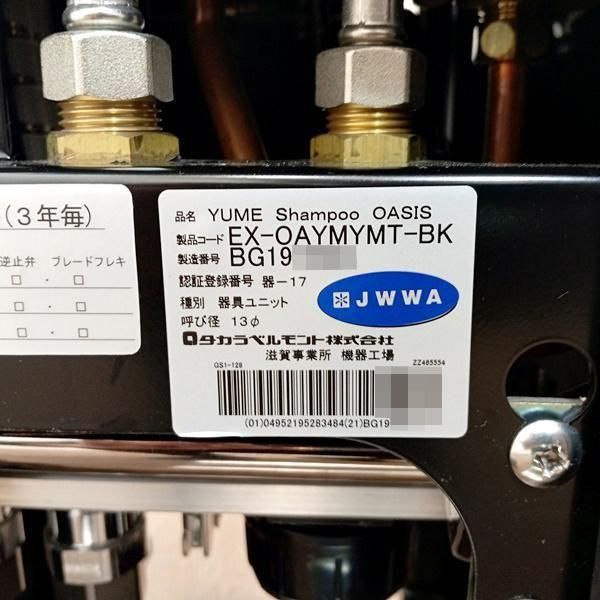 (3年毎)
逆止弁 ブレードフレキ
□ ・ □
□ ・ □
□ ・ □
品名 YUME Shampoo OASIS
製品コード EX-OAYMYMT-BK
製造番号 BG19
認証登録番号 器-17
種別 器具ユニット
JWWA
呼び径 13φ
タカラベルモント株式会社
滋賀事業所 機器工場
GS1-128 ZZ465554
(01)04952195283484(21)BG19